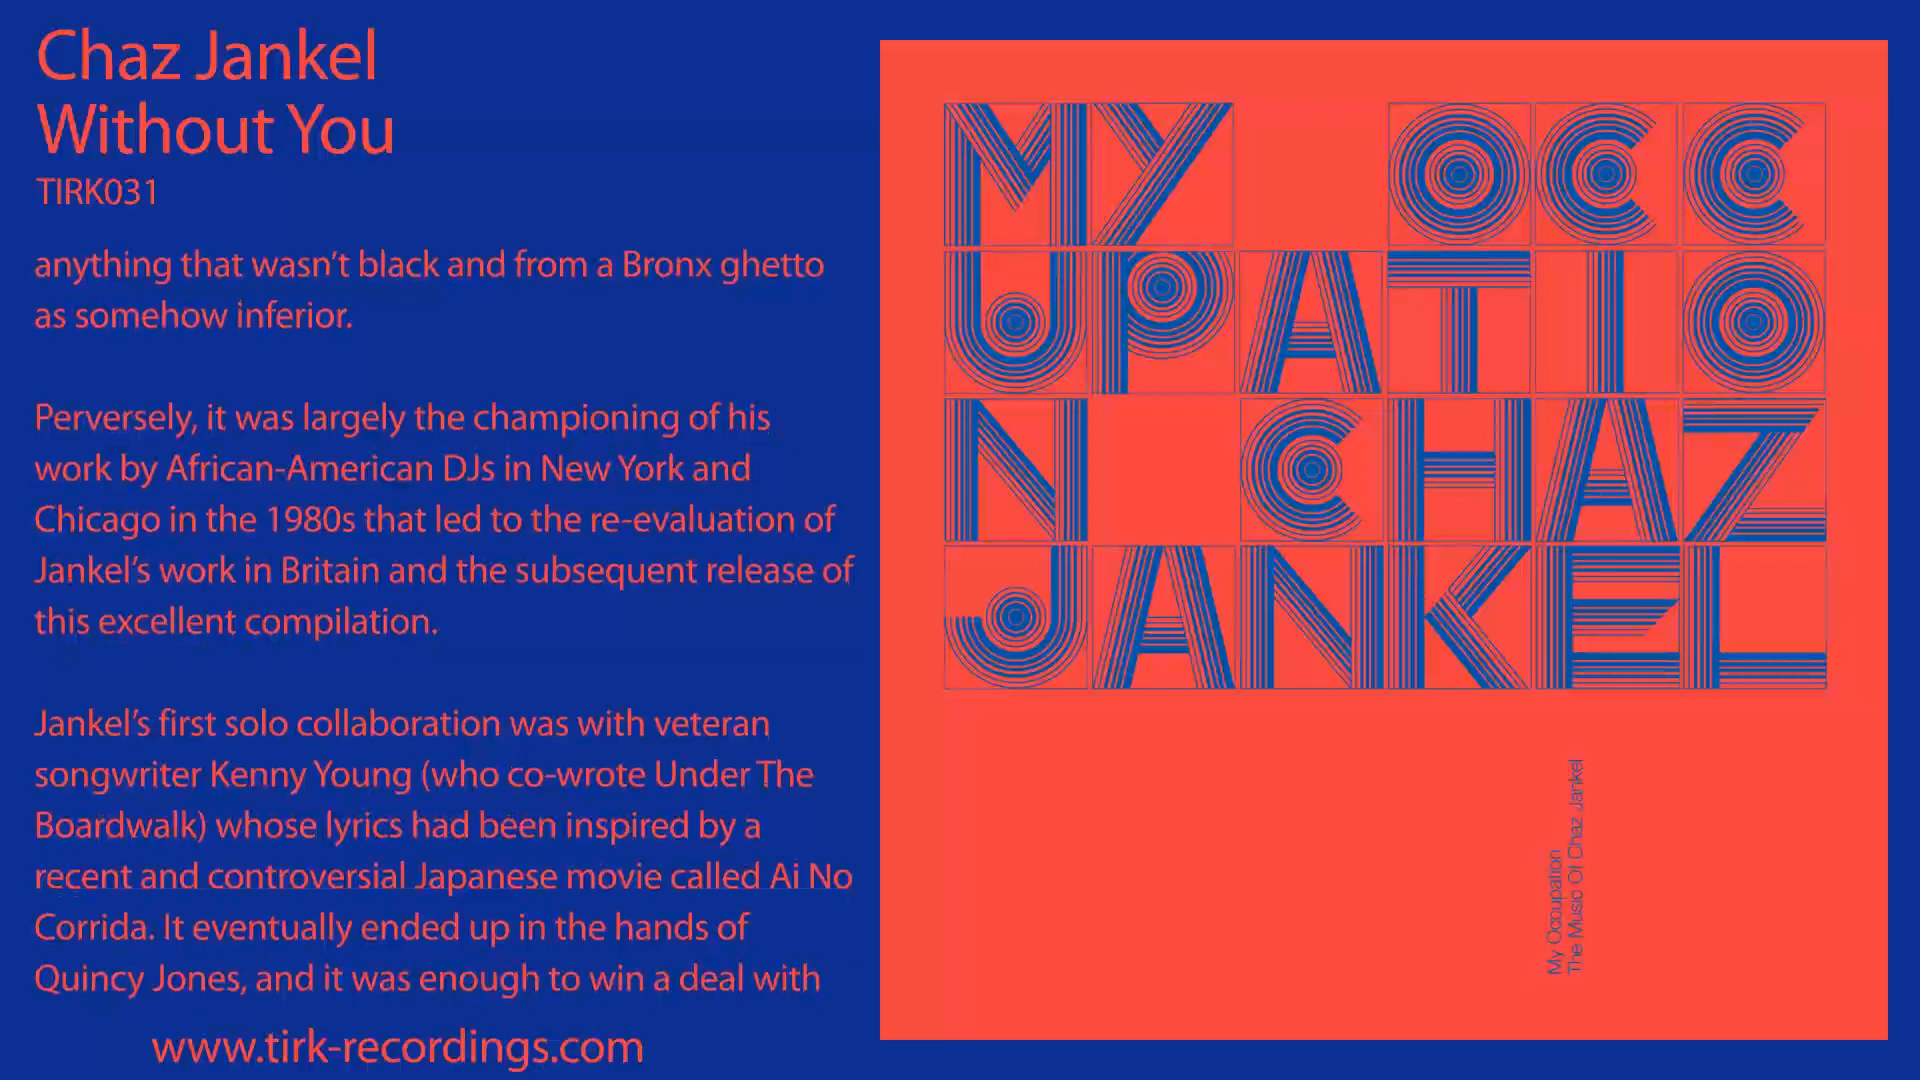 Chaz Jankel
Without You
TIRK031
anything that wasn't black and from a Bronx ghetto
as somehow inferior.
Perversely, it was largely the championing of his
work by African-American DJs in New York and
Chicago in the 1980s that led to the re-evaluation of
Jankel's work in Britain and the subsequent release of
this excellent compilation.
Jankel's first solo collaboration was with veteran
songwriter Kenny Young (who co-wrote Under The
Boardwalk) whose lyrics had been inspired by a
recent and controversial Japanese movie called Ai No
Corrida. It eventually ended up in the hands of
Quincy Jones, and it was enough to win a deal with
www.tirk-recordings.com
MY OCC
UPATIO
N CHAZ
JANKEL
My Occupation
The Music Of Chaz Jankel